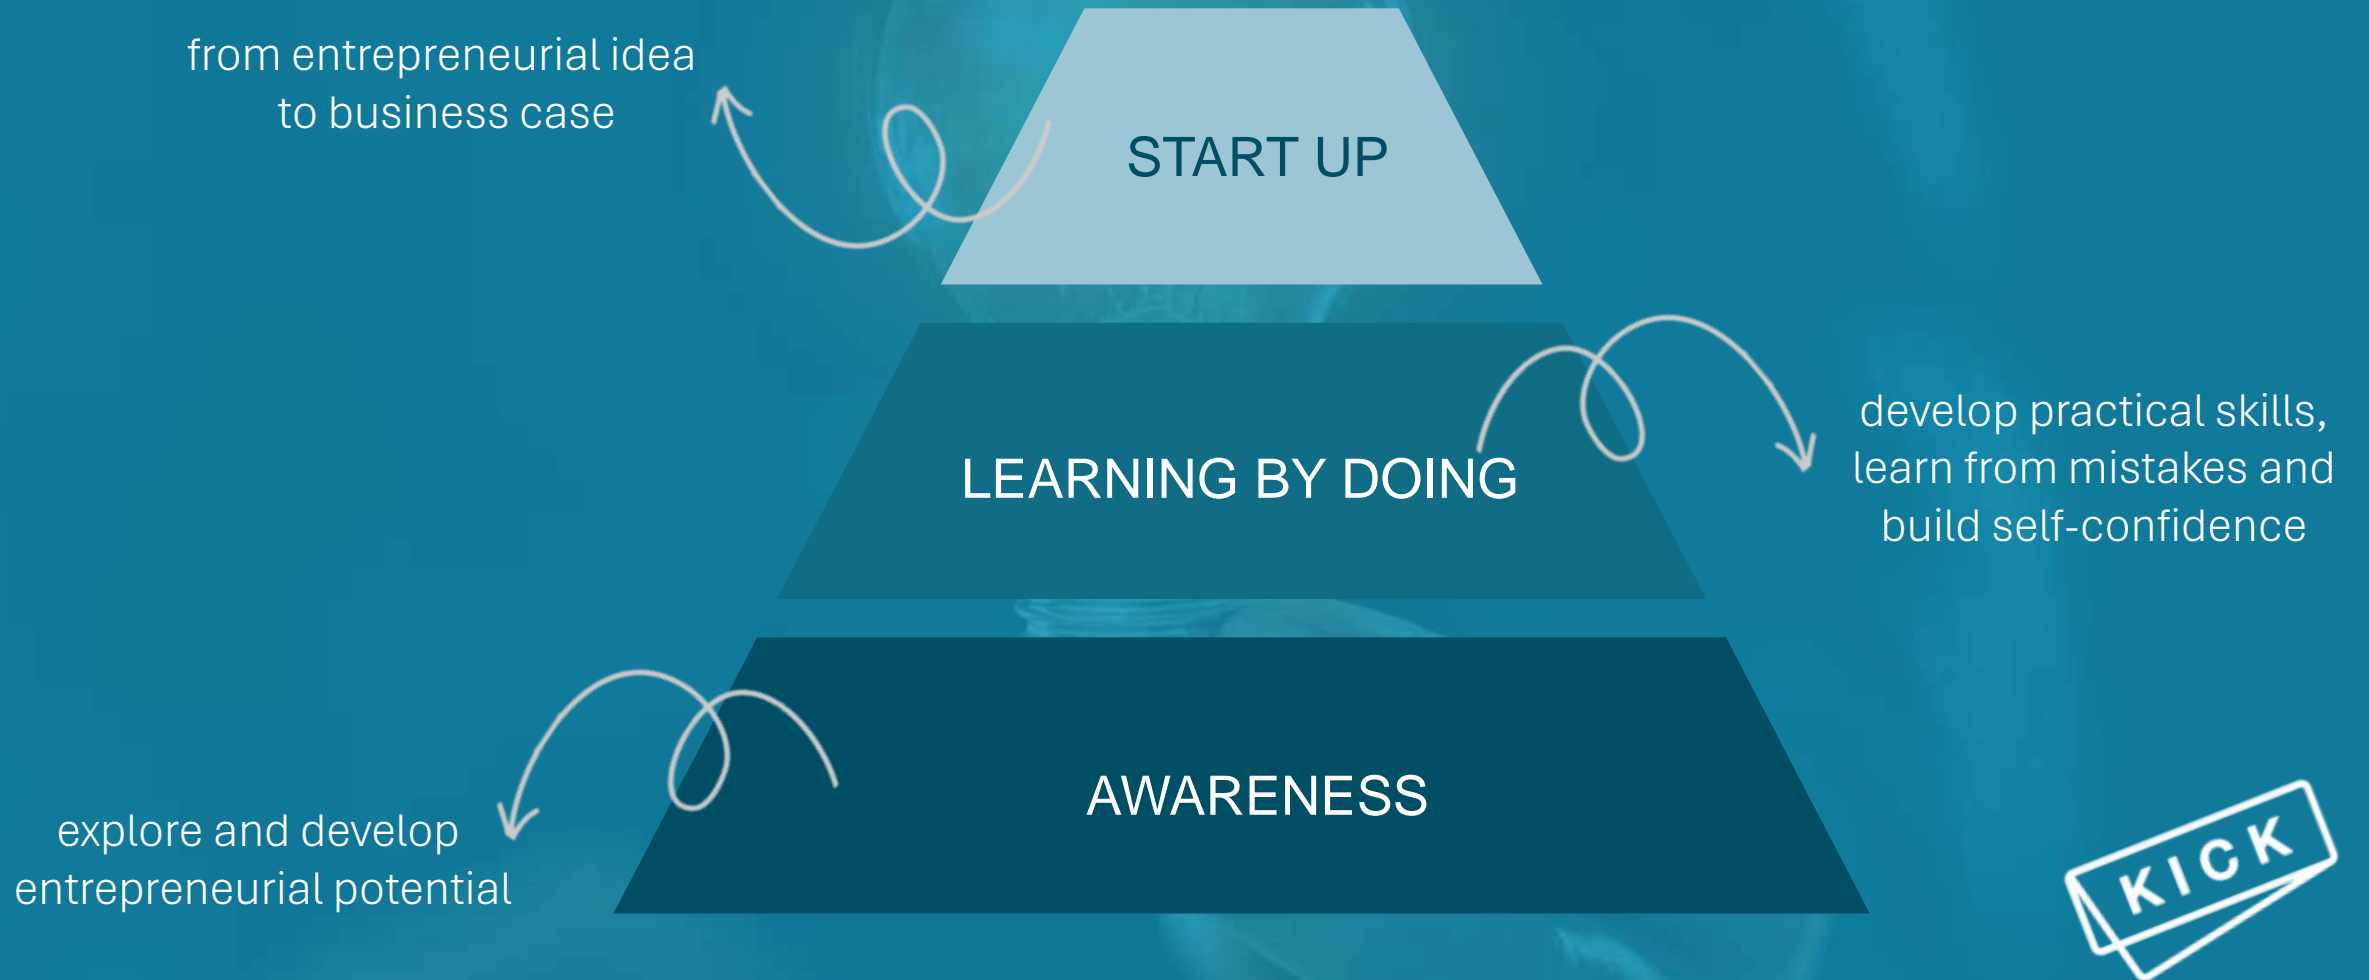 from entrepreneurial idea
to business case
START UP
LEARNING BY DOING
develop practical skills,
learn from mistakes and
build self-confidence
AWARENESS
explore and develop
entrepreneurial potential
KICK